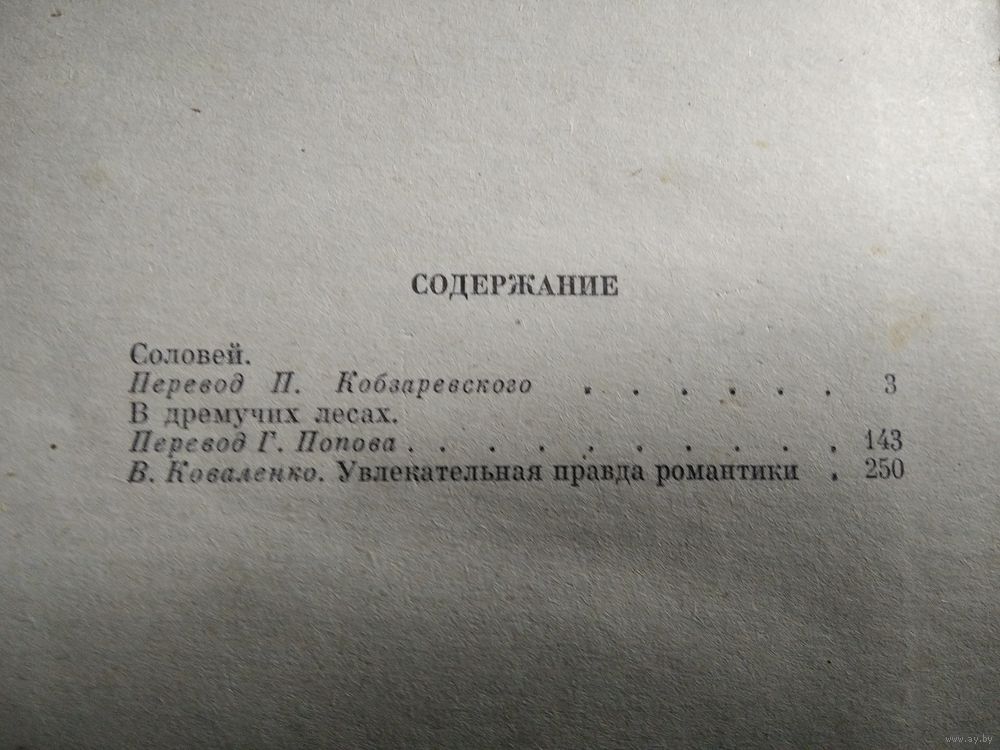 СОДЕРЖАНИЕ
Соловей.
Перевод П. Кобзаревского . . . . . . 3
В дремучих лесах.
Перевод Г. Попова . . . . . . . . . . 143
В. Коваленко. Увлекательная правда романтики . 250
www.ay.by